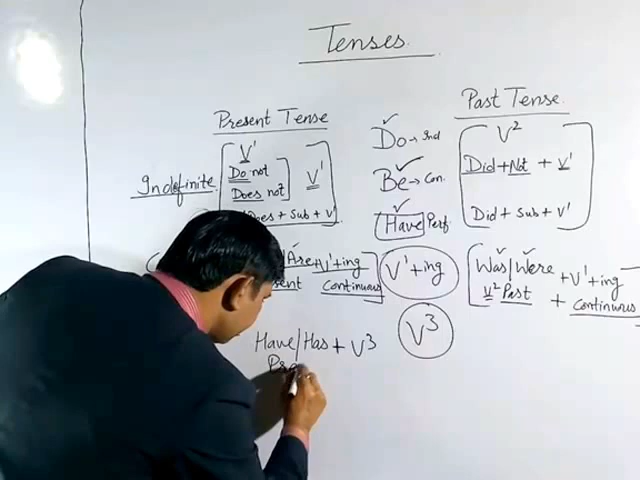 Tenses.
Present Tense
V¹
Do not
Does not
V¹
Indefinite
Does + Sub + V¹
/Are +V¹+ing
Continuous
Have/Has + V³
Do → Ind
Be → Con.
Have Perf
V¹+ing
V³
Past Tense
V²
Did+Not + V¹
Did + Sub + V¹
Was/Were +V¹+ing
V² Past + Continuous